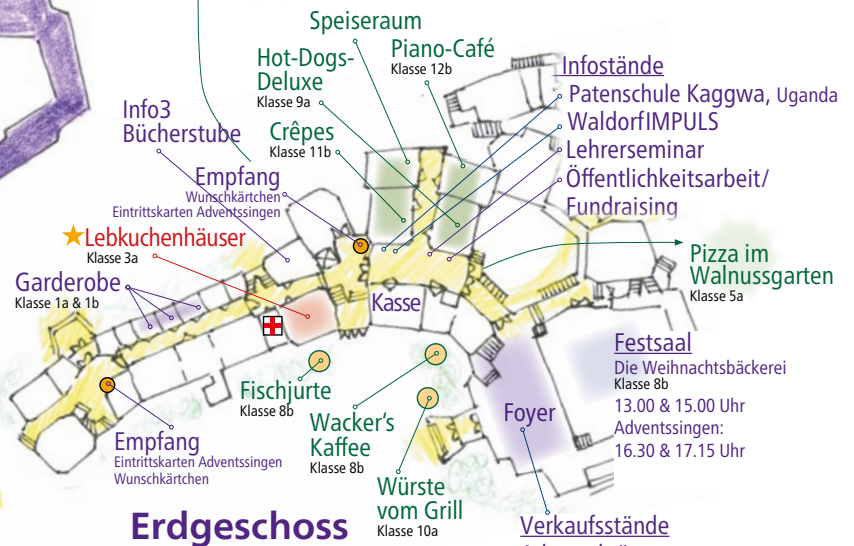 Speiseraum
Hot-Dogs-
Deluxe
Klasse 9a
Piano-Café
Klasse 12b
Crêpes
Klasse 11b
Infostände
Patenschule Kaggwa, Uganda
WaldorfIMPULS
Lehrerseminar
Öffentlichkeitsarbeit/
Fundraising
Info3
Bücherstube
Empfang
Wunschkärtchen
Eintrittskarten Adventssingen
Lebkuchenhäuser
Klasse 3a
Garderobe
Klasse 1a & 1b
Kasse
Pizza im
Walnussgarten
Klasse 5a
Festsaal
Die Weihnachtsbäckerei
Klasse 8b
13.00 & 15.00 Uhr
Adventssingen:
16.30 & 17.15 Uhr
Foyer
Fischjurte
Klasse 8b
Wacker's
Kaffee
Klasse 8b
Würste
vom Grill
Klasse 10a
Empfang
Eintrittskarten Adventssingen
Wunschkärtchen
Erdgeschoss
Verkaufsstände